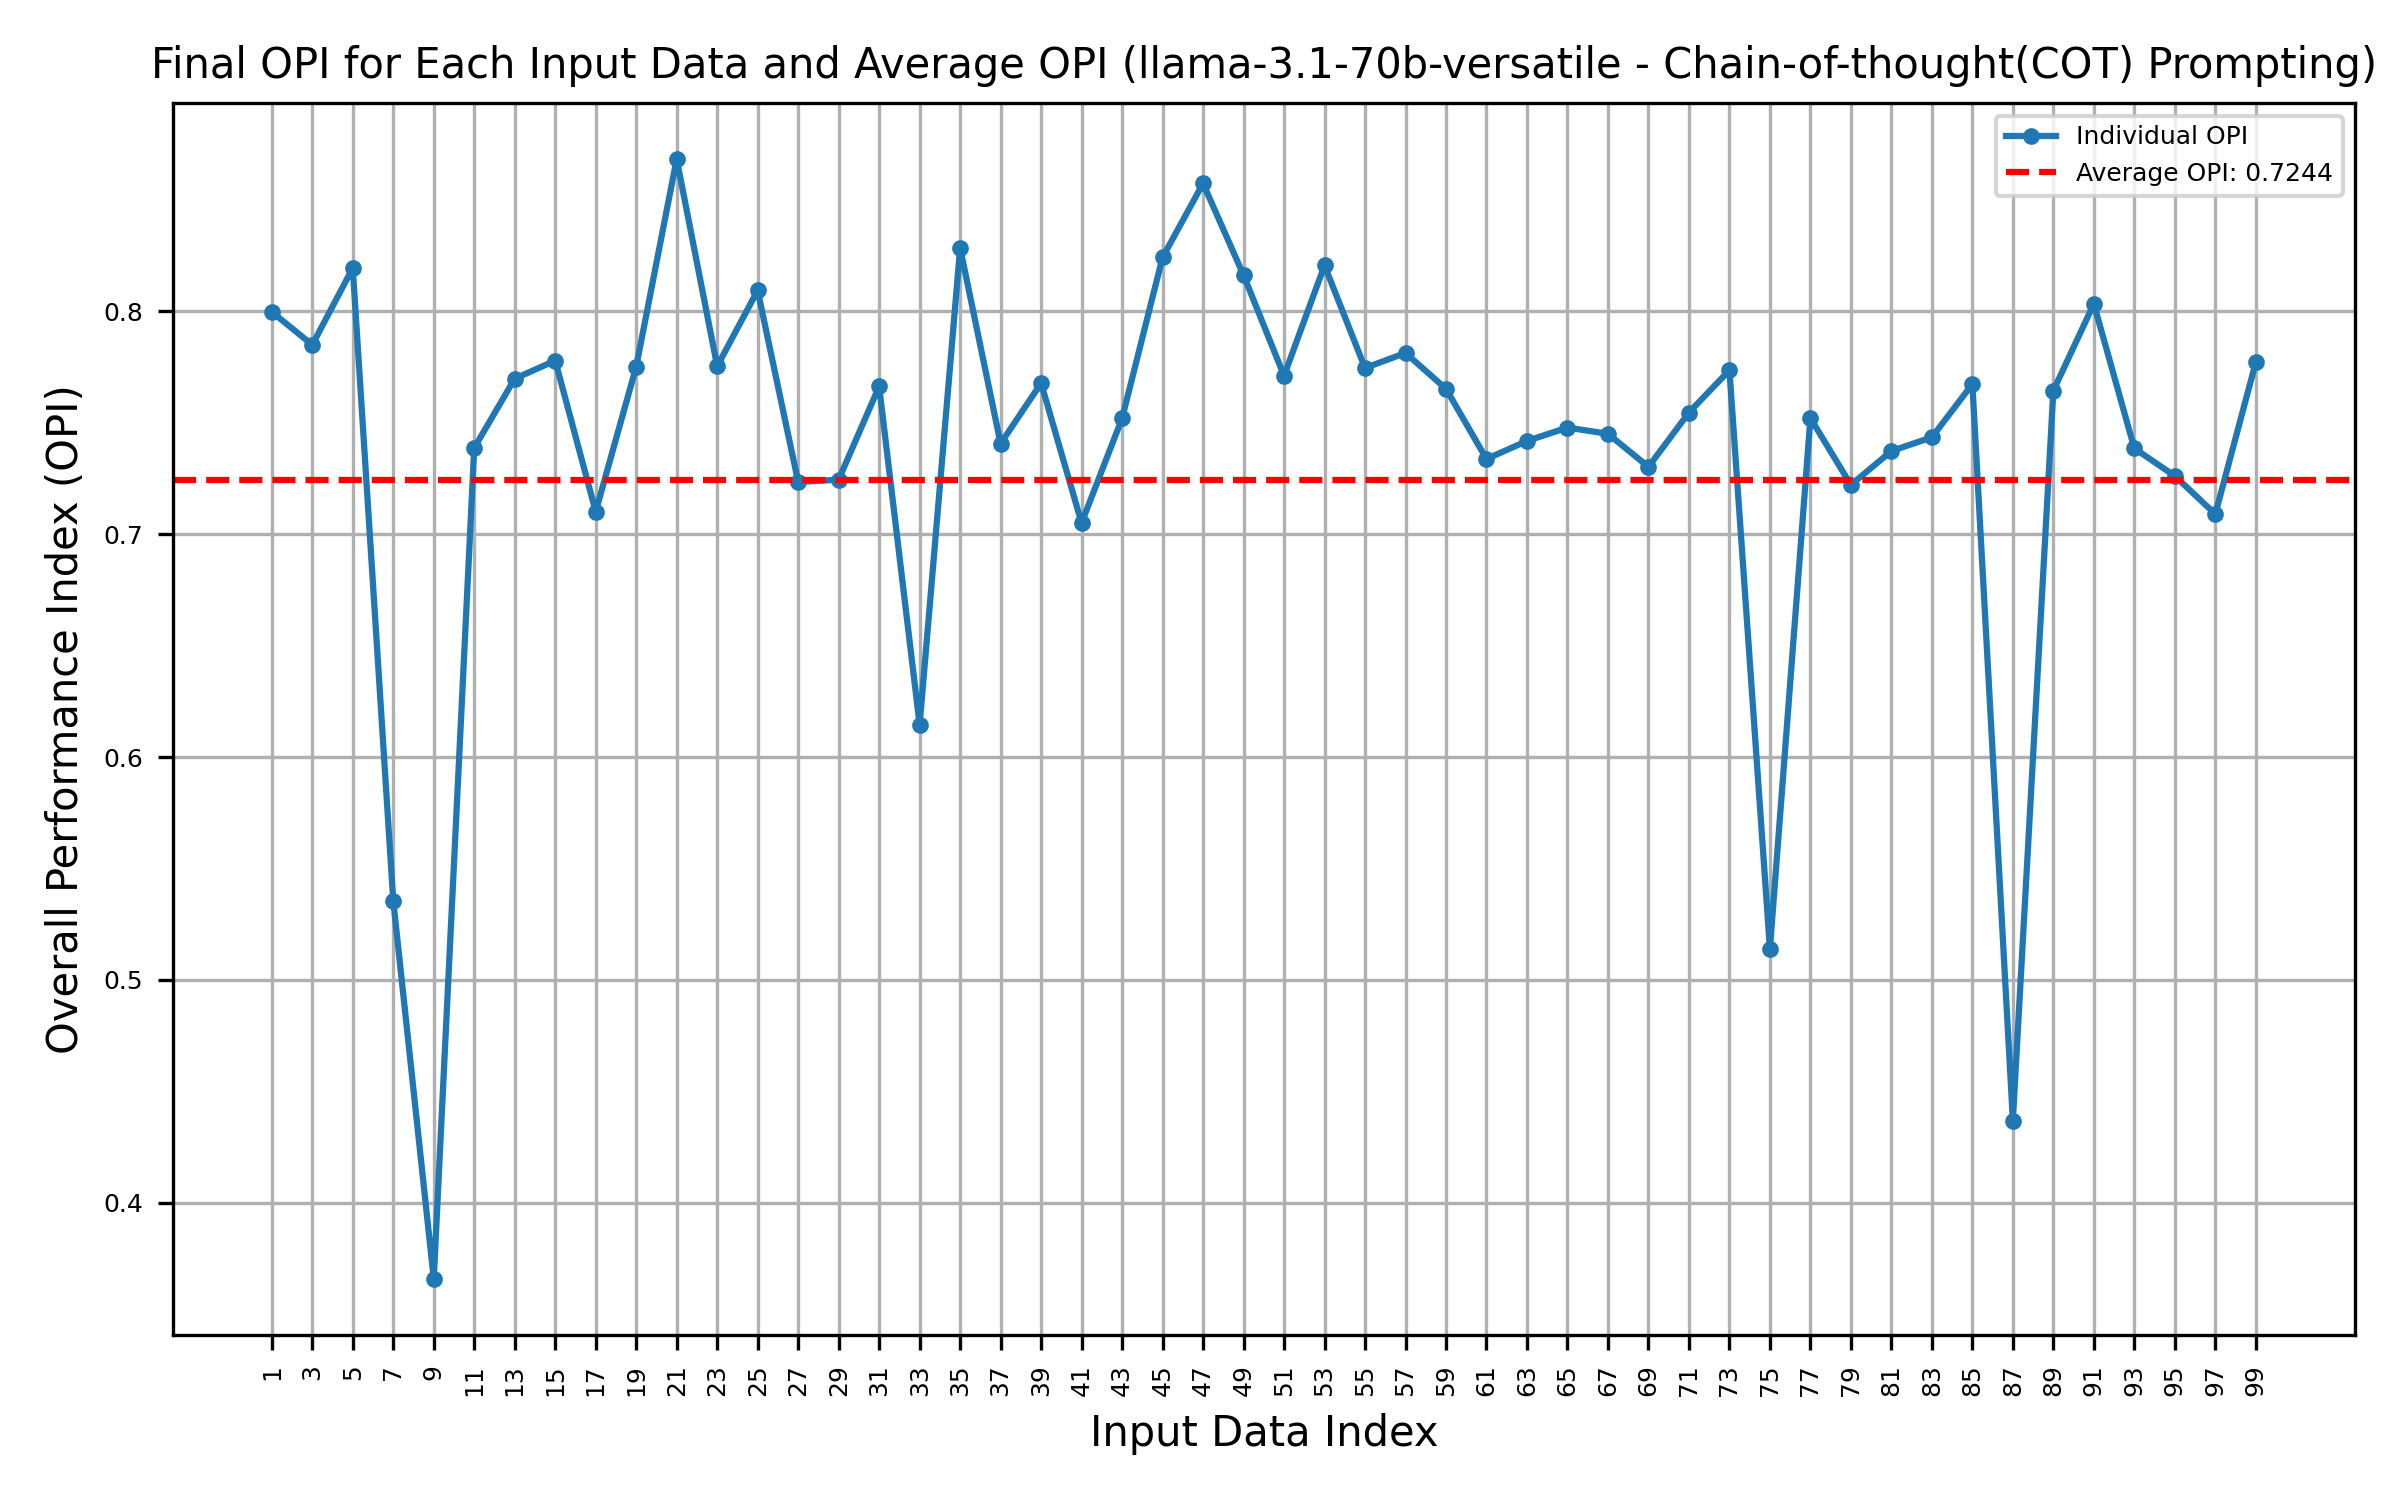 Final OPI for Each Input Data and Average OPI (llama-3.1-70b-versatile - Chain-of-thought(COT) Prompting)
Individual OPI
Average OPI: 0.7244
Overall Performance Index (OPI)
0.8
0.7
0.6
0.5
0.4
1 3 5 7 9 11 13 15 17 19 21 23 25 27 29 31 33 35 37 39 41 43 45 47 49 51 53 55 57 59 61 63 65 67 69 71 73 75 77 79 81 83 85 87 89 91 93 95 97 99
Input Data Index